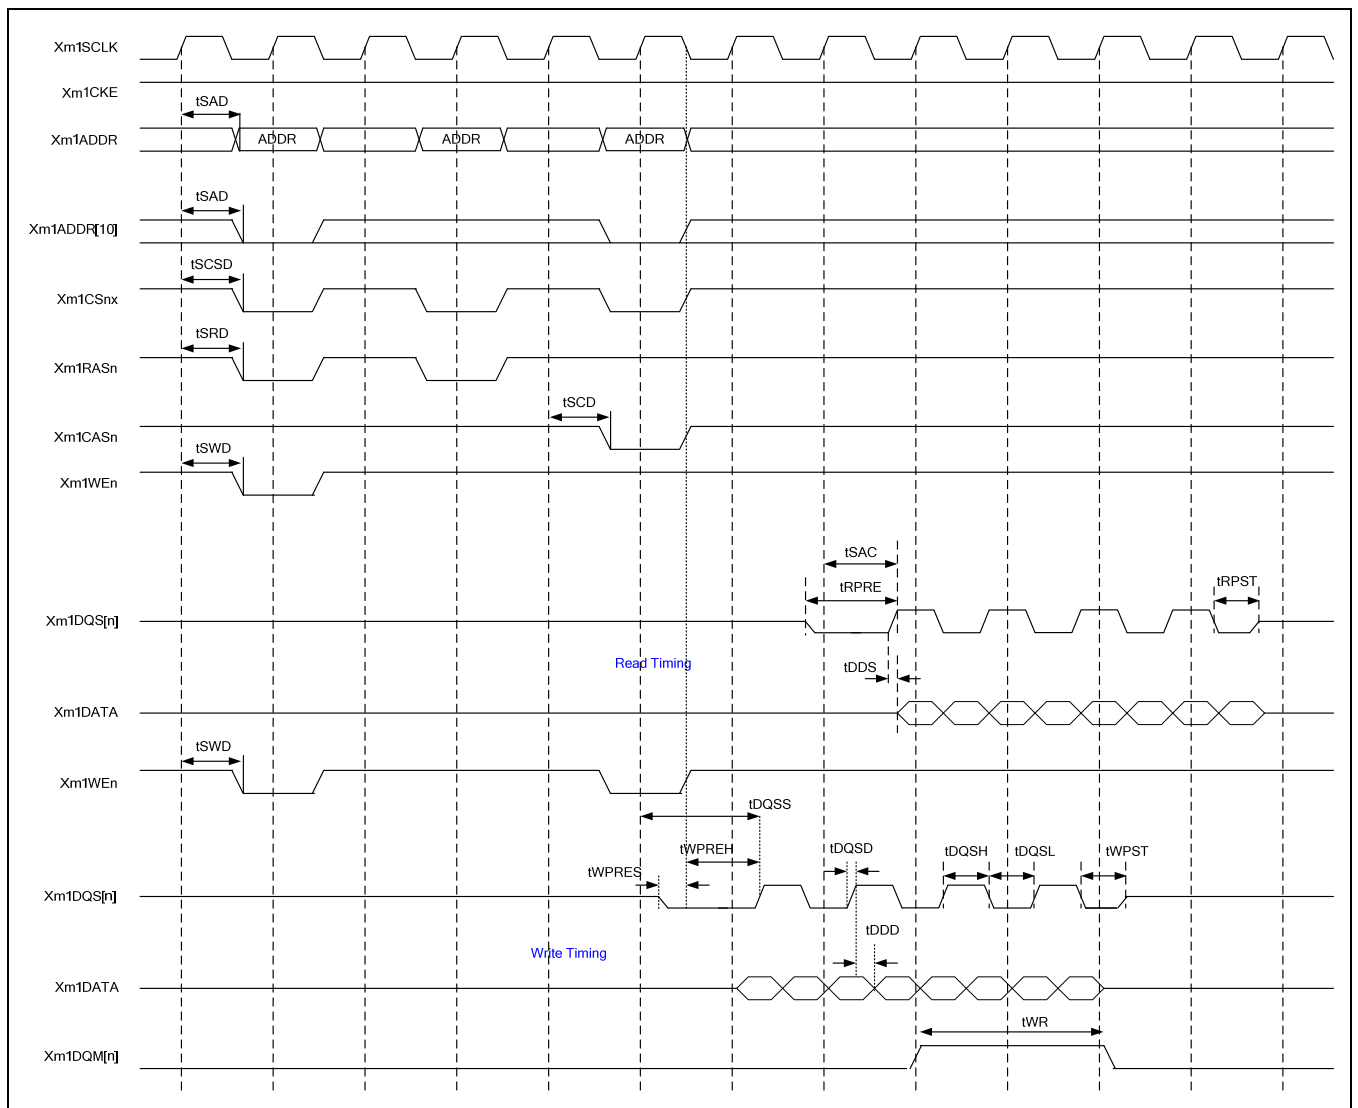 Xm1SCLK
Xm1CKE
tSAD
Xm1ADDR
ADDR
ADDR
ADDR
tSAD
Xm1ADDR[10]
tSCSD
Xm1CSnx
tSRD
Xm1RASn
tSCD
Xm1CASn
tSWD
Xm1WEn
tSAC
tRPRE
tRPST
Xm1DQS[n]
Read Timing
tDDS
Xm1DATA
tSWD
Xm1WEn
tDQSS
tWPREH
tDQSD
tDQSH
tDQSL
tWPST
tWPRES
Xm1DQS[n]
tDDD
Write Timing
Xm1DATA
tWR
Xm1DQM[n]